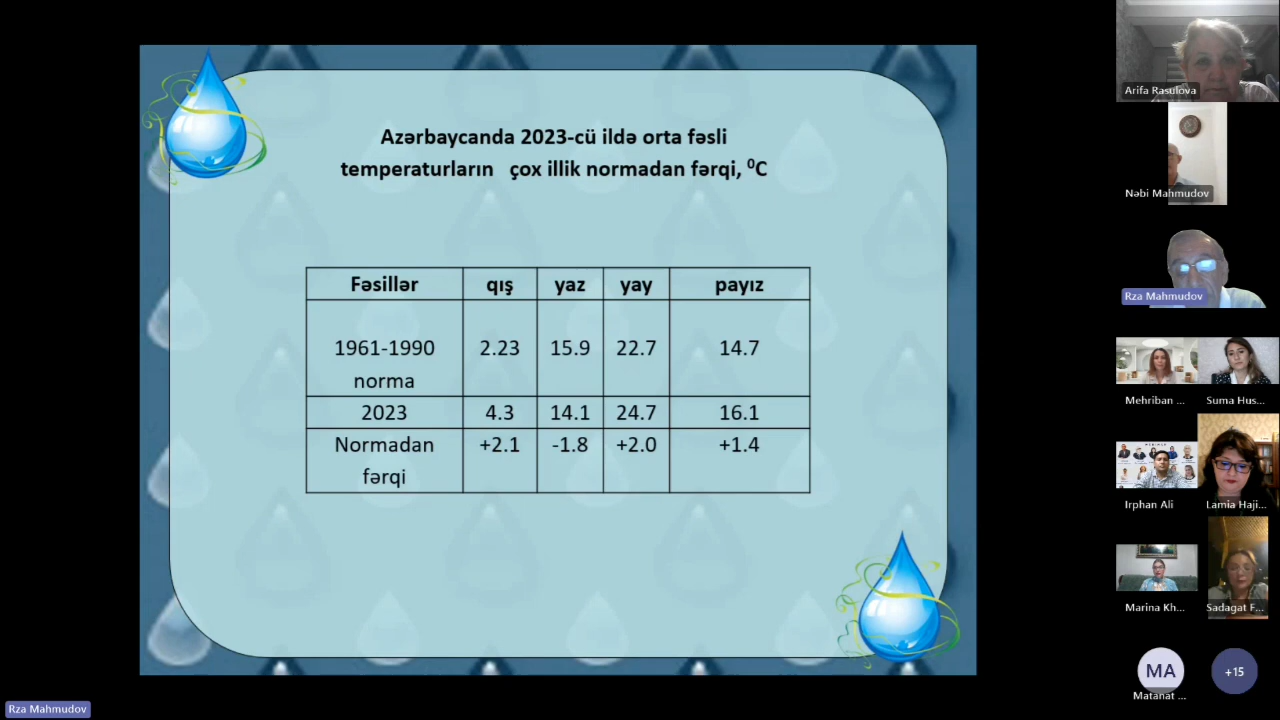 Azərbaycanda 2023-cü ildə orta fəsli
temperaturların çox illik normadan fərqi, ⁰C
Fəsillər qış yaz yay payız
1961-1990 norma 2.23 15.9 22.7 14.7
2023 4.3 14.1 24.7 16.1
Normadan fərqi +2.1 -1.8 +2.0 +1.4
Arifa Rasulova
Nəbi Mahmudov
Rza Mahmudov
Mehriban ...
Suma Hus...
Irphan Ali
Lamia Haji...
Marina Kh...
Sadagat F...
MA
Matanat ...
+15
Rza Mahmudov